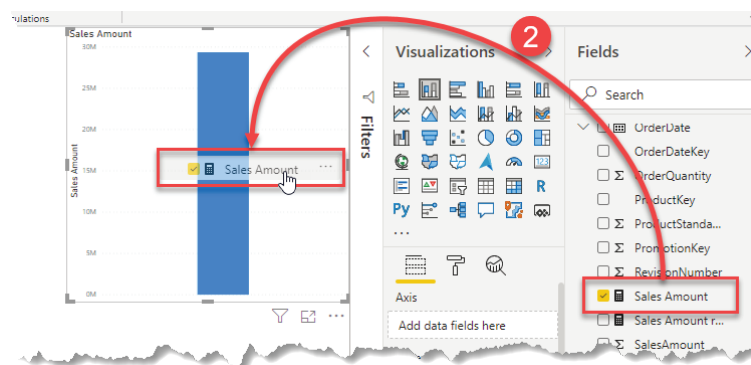 ulations
Sales Amount
30M
25M
20M
15M
10M
5M
0M
Sales Amount
Sales Amount ...
Filters
Visualizations
123
R
Py
...
Axis
Add data fields here
2
Fields
Search
OrderDate
OrderDateKey
Σ OrderQuantity
ProductKey
Σ ProductStanda...
Σ PromotionKey
Σ RevisionNumber
Sales Amount
Sales Amount r...
Σ SalesAmount